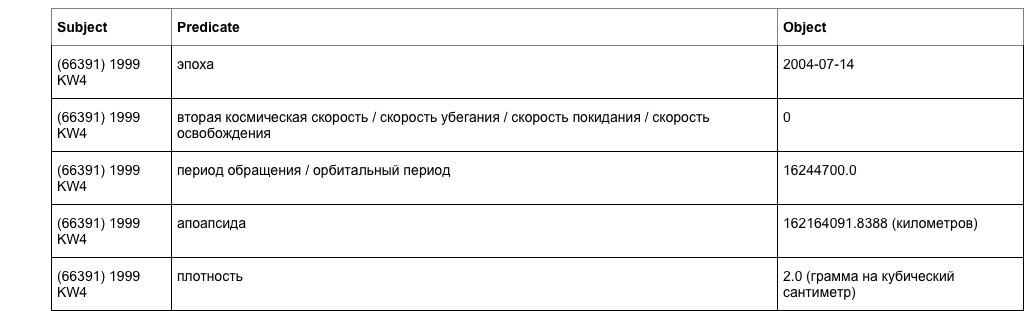 Subject Predicate Object
(66391) 1999 эпоха 2004-07-14
KW4
(66391) 1999 вторая космическая скорость / скорость убегания / скорость покидания / скорость 0
KW4 освобождения
(66391) 1999 период обращения / орбитальный период 16244700.0
KW4
(66391) 1999 апоапсида 162164091.8388 (километров)
KW4
(66391) 1999 плотность 2.0 (грамма на кубический
KW4 сантиметр)